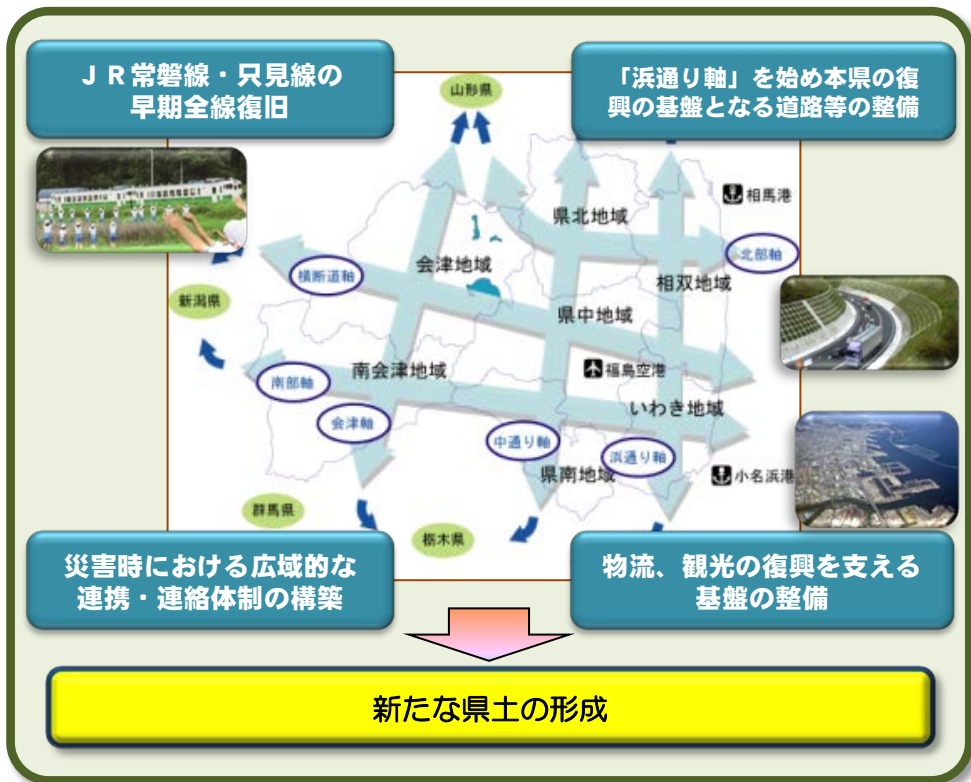 ＪＲ常磐線・只見線の
早期全線復旧
「浜通り軸」を始め本県の復
興の基盤となる道路等の整備
山形県
相馬港
県北地域
北部軸
会津地域
横断道軸
相双地域
新潟県
県中地域
南会津地域
福島空港
南部軸
いわき地域
会津軸
中通り軸
浜通り軸
県南地域
小名浜港
群馬県
栃木県
災害時における広域的な
連携・連絡体制の構築
物流、観光の復興を支える
基盤の整備
新たな県土の形成